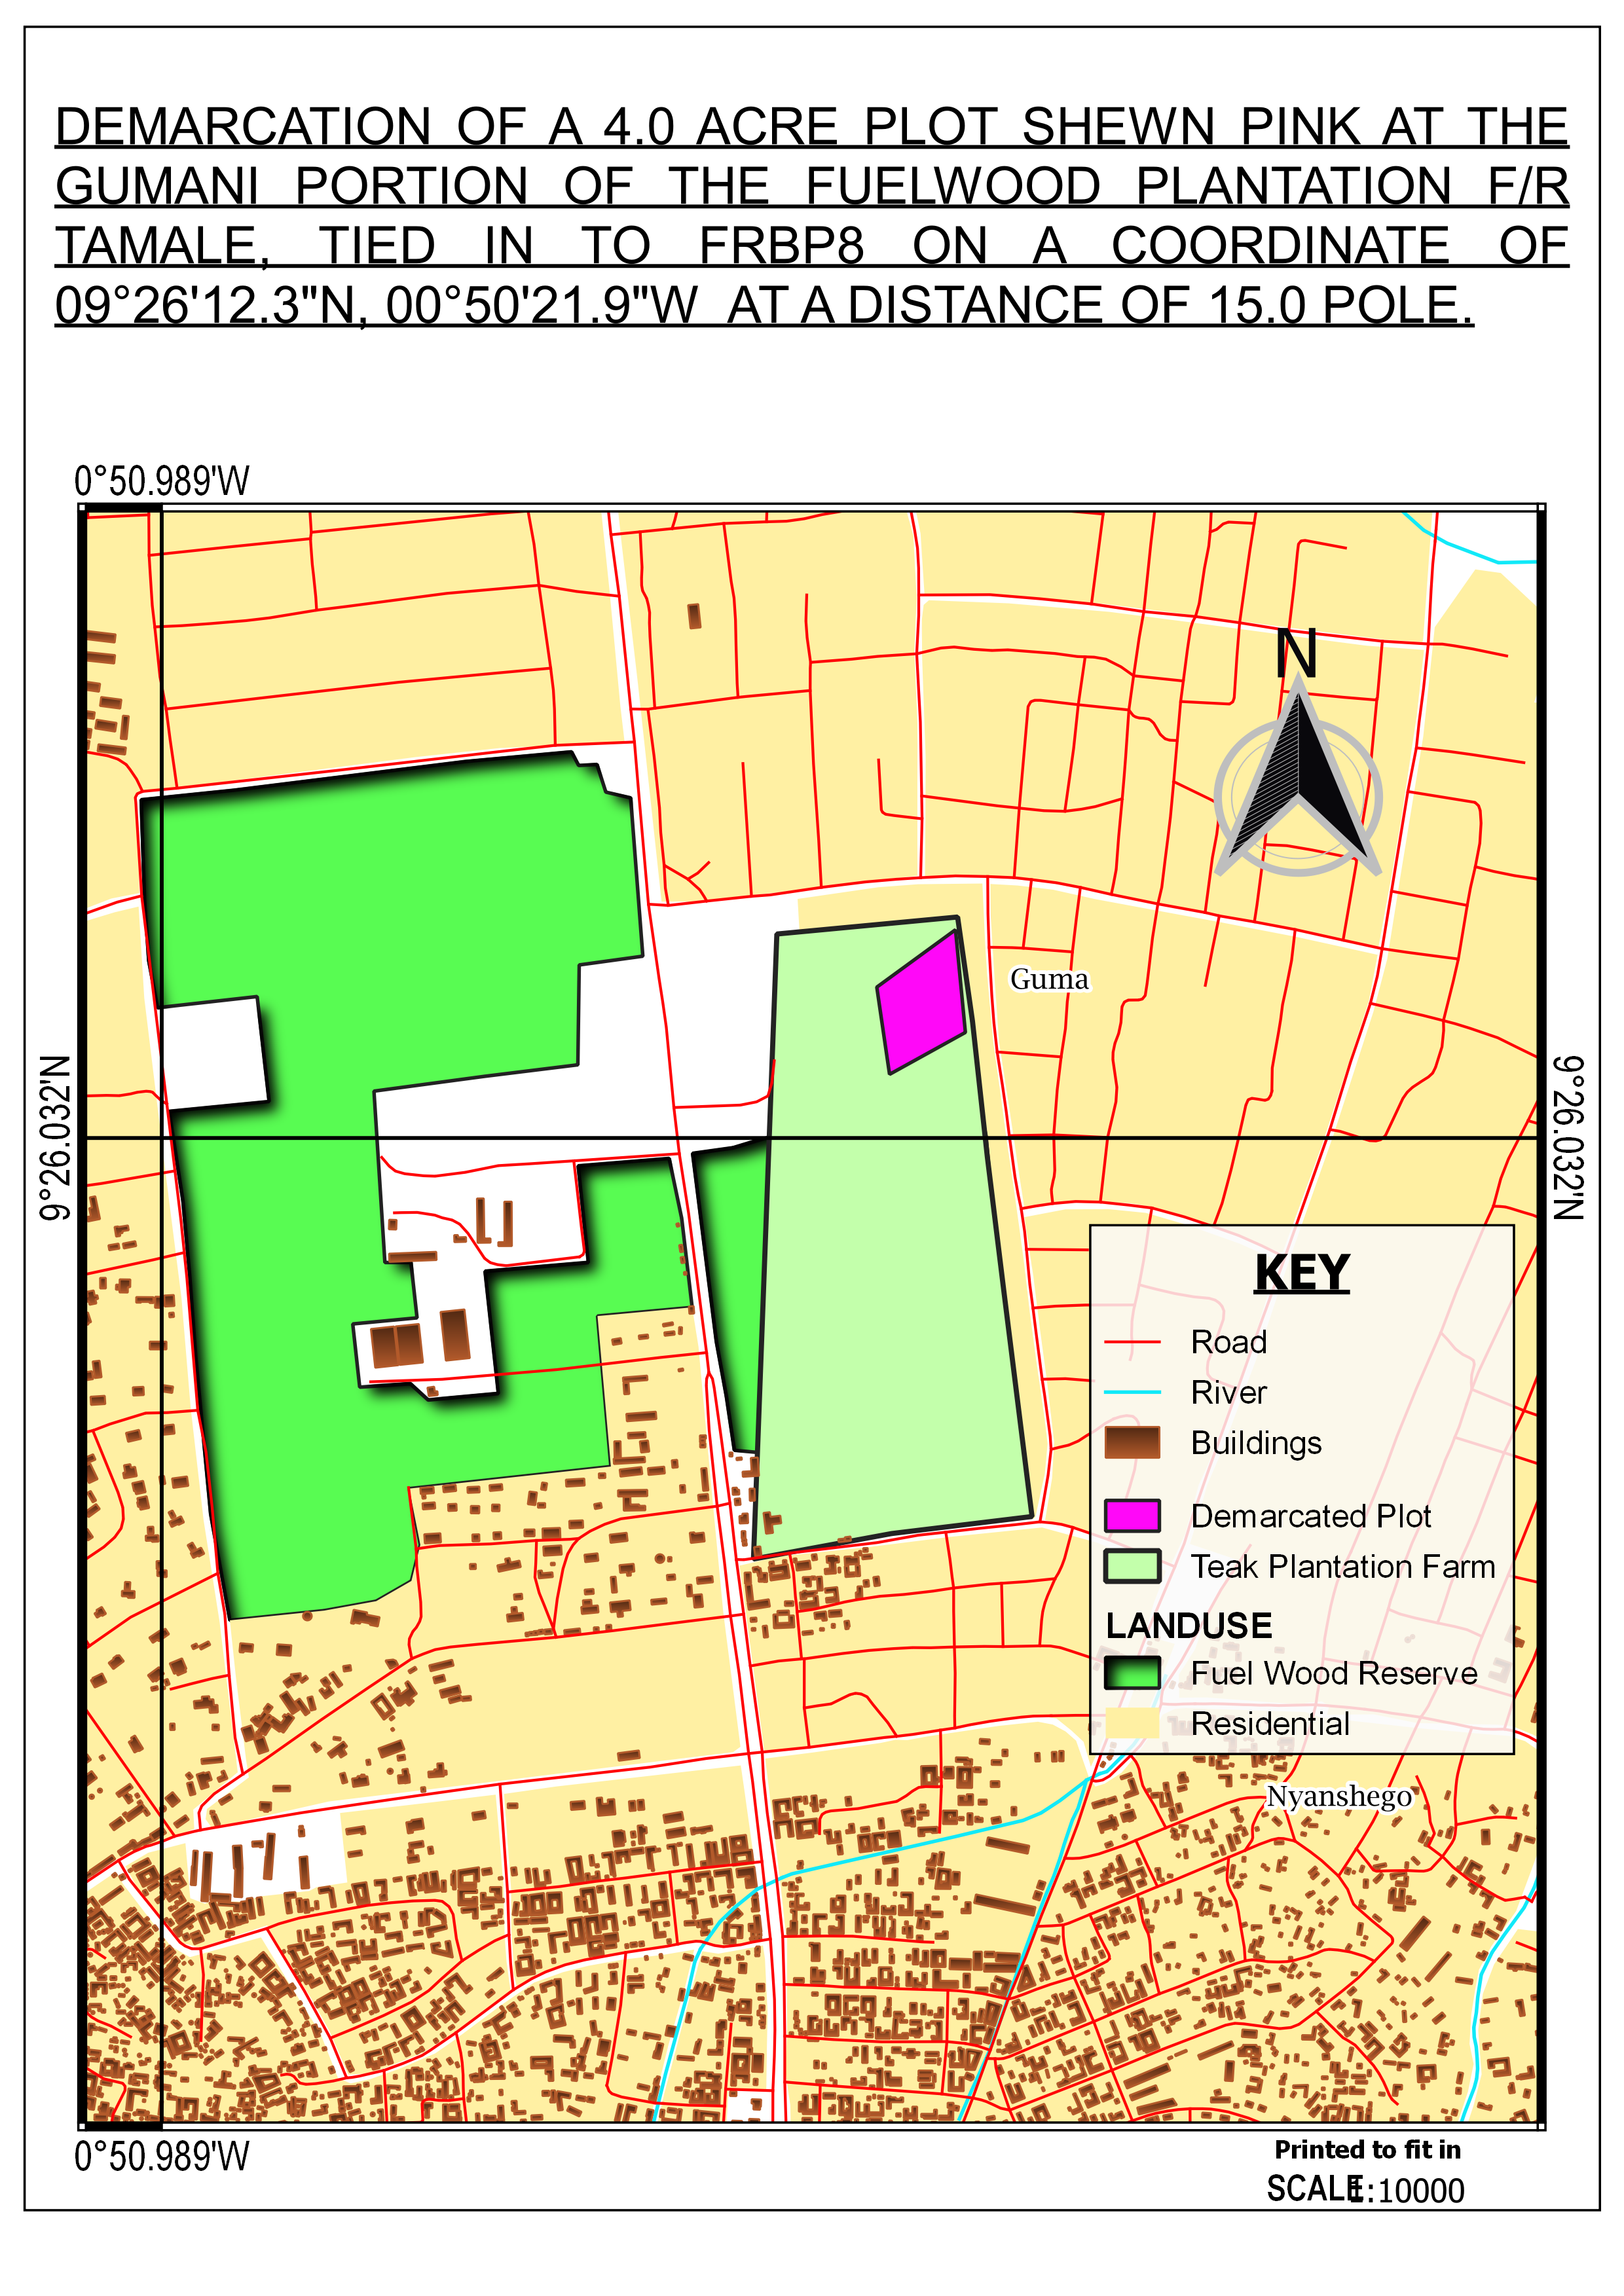 DEMARCATION OF A 4.0 ACRE PLOT SHEWN PINK AT THE
GUMANI PORTION OF THE FUELWOOD PLANTATION F/R
TAMALE, TIED IN TO FRBP8 ON A COORDINATE OF
09°26'12.3"N, 00°50'21.9"W AT A DISTANCE OF 15.0 POLE.
0°50.989'W
N
Guma
9°26.032'N
9°26.032'N
KEY
Road
River
Buildings
Demarcated Plot
Teak Plantation Farm
LANDUSE
Fuel Wood Reserve
Residential
Nyanshego
0°50.989'W
Printed to fit in
SCALE 1:10000